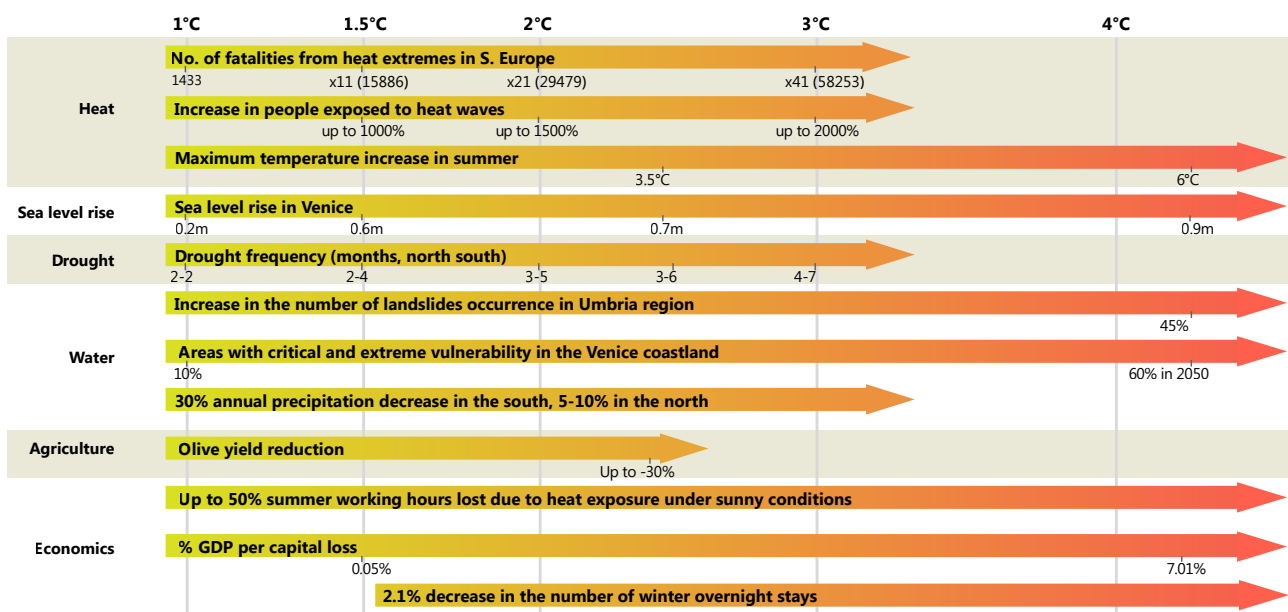 1°C 1.5°C 2°C 3°C 4°C
Heat
No. of fatalities from heat extremes in S. Europe
1433 x11 (15886) x21 (29479) x41 (58253)
Increase in people exposed to heat waves
up to 1000% up to 1500% up to 2000%
Maximum temperature increase in summer
3.5°C 6°C
Sea level rise
Sea level rise in Venice
0.2m 0.6m 0.7m 0.9m
Drought
Drought frequency (months, north south)
2-2 2-4 3-5 3-6 4-7
Water
Increase in the number of landslides occurrence in Umbria region
45%
Areas with critical and extreme vulnerability in the Venice coastland
10% 60% in 2050
30% annual precipitation decrease in the south, 5-10% in the north
Agriculture
Olive yield reduction
Up to -30%
Economics
Up to 50% summer working hours lost due to heat exposure under sunny conditions
% GDP per capital loss
0.05% 7.01%
2.1% decrease in the number of winter overnight stays